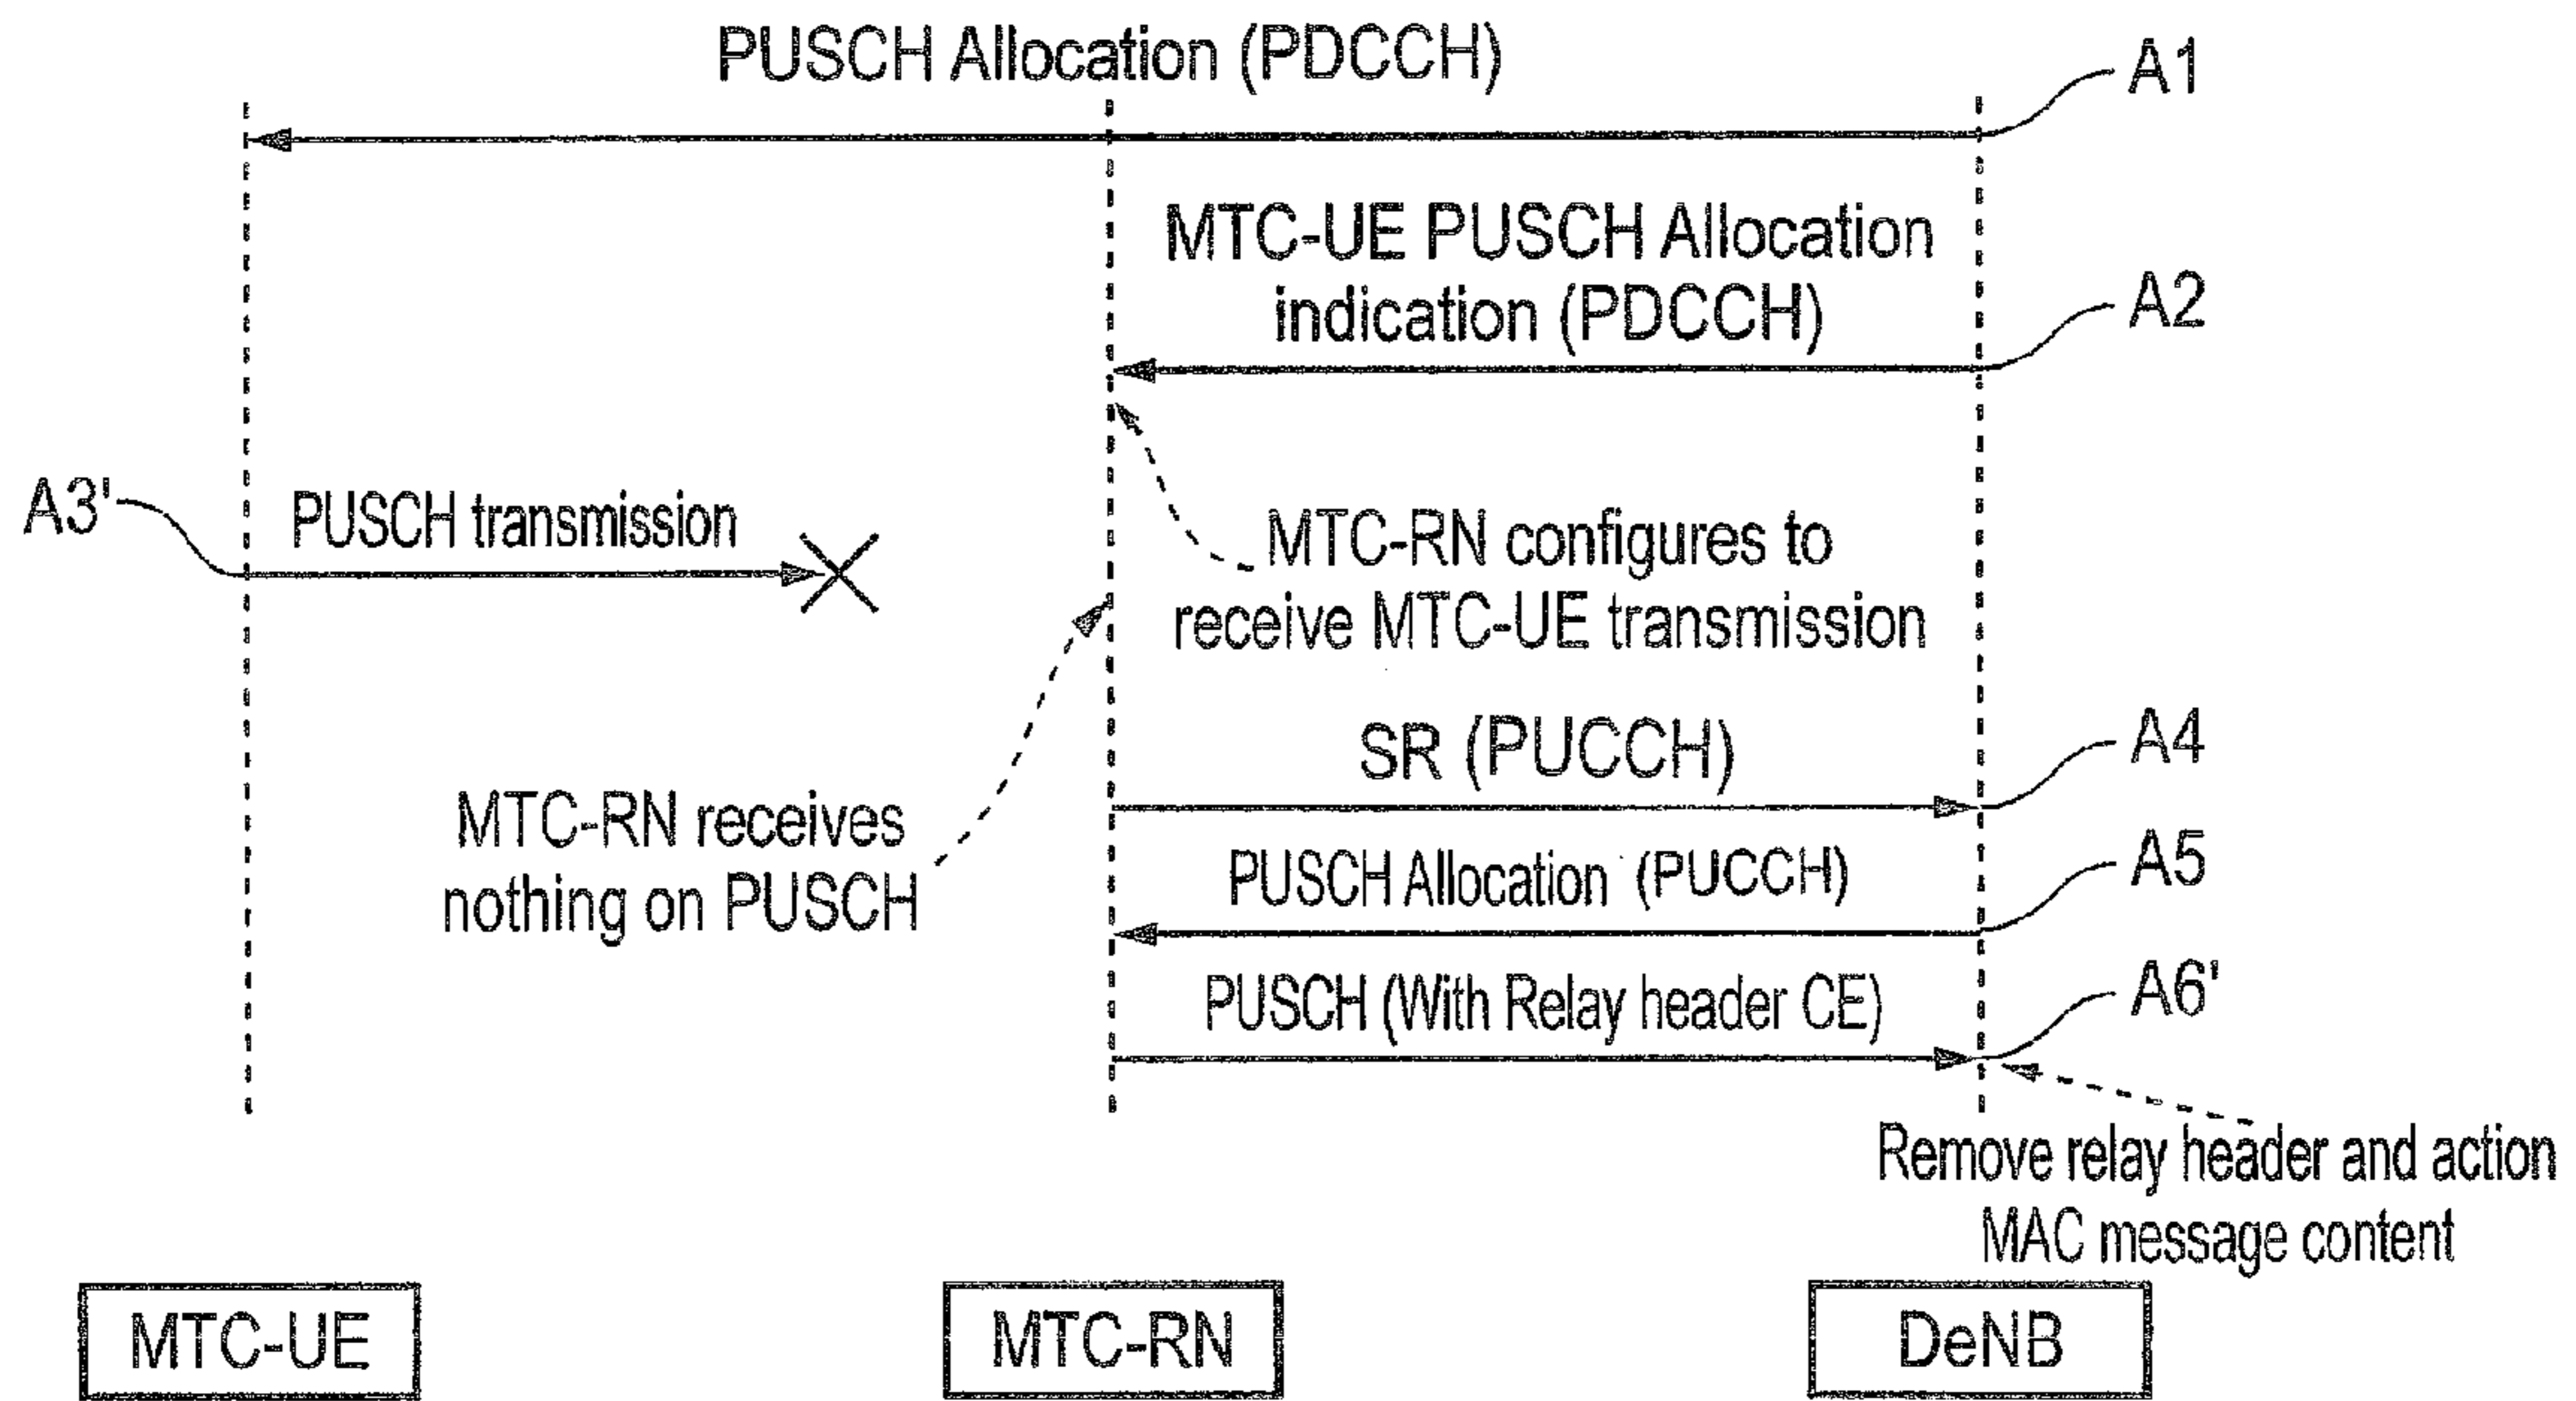 PUSCH Allocation (PDCCH)
A1
MTC-UE PUSCH Allocation
indication (PDCCH)
A2
A3'
PUSCH transmission
MTC-RN configures to
receive MTC-UE transmission
SR (PUCCH)
A4
MTC-RN receives
nothing on PUSCH
PUSCH Allocation (PUCCH)
A5
PUSCH (With Relay header CE)
A6'
Remove relay header and action
MAC message content
MTC-UE
MTC-RN
DeNB